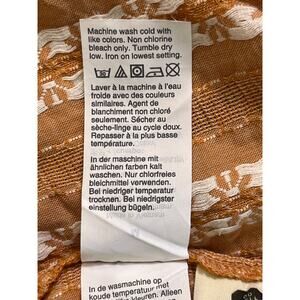 Machine wash cold with
like colors. Non chlorine
bleach only. Tumble dry
low. Iron on lowest setting.
Laver à la machine à l'eau
froide avec des couleurs
similaires. Agent de
blanchiment non chloré
seulement. Sécher au
sèche-linge au cycle doux.
Repasser à la plus basse
température.
In der maschine mit
ähnlichen farben kalt
waschen. Nur chlorfreies
bleichmittel verwenden.
Bei niedriger temperatur
trocknen. Bei niedriger
einstellung bügeln.
In de wasmachine op
koude temperatuur met